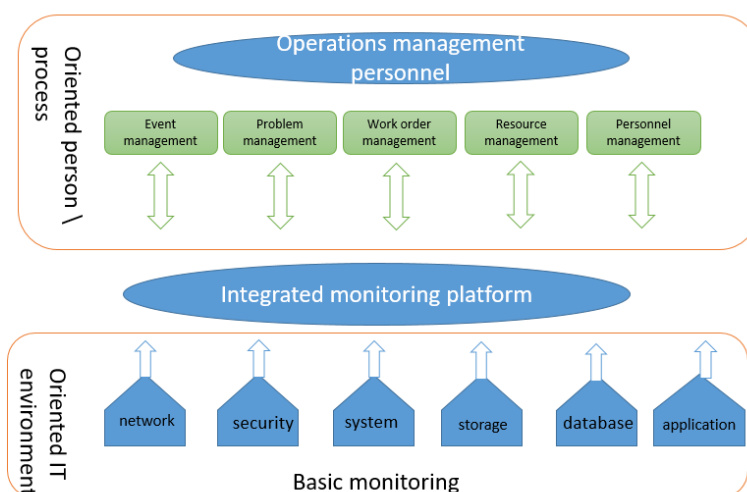 Operations management
personnel
Oriented person \
process
Event
management
Problem
management
Work order
management
Resource
management
Personnel
management
Integrated monitoring platform
Oriented IT
environment
network
security
system
storage
database
application
Basic monitoring